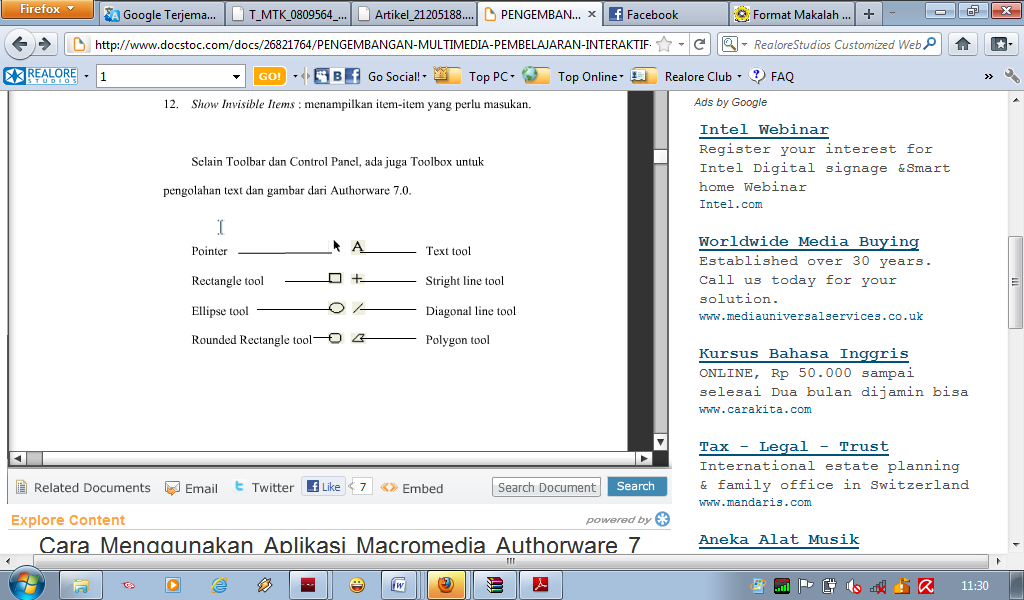 Firefox
Google Terjema...
T_MTK_0809564_...
Artikel_21205188....
PENGEMBAN...
Facebook
Format Makalah ...
http://www.docstoc.com/docs/26821764/PENGEMBANGAN-MULTIMEDIA-PEMBELAJARAN-INTERAKTIF-
RealoreStudios Customized Web
REALORE STUDIOS
1
GO!
Go Social!
Top PC
Top Online
Realore Club
FAQ
12. Show Invisible Items : menampilkan item-item yang perlu masukan.
Selain Toolbar dan Control Panel, ada juga Toolbox untuk
pengolahan text dan gambar dari Authorware 7.0.
Pointer A Text tool
Rectangle tool Stright line tool
Ellipse tool Diagonal line tool
Rounded Rectangle tool Polygon tool
Related Documents
Email
Twitter
Like
7
Embed
Search Document
Search
Explore Content
powered by
Cara Menggunakan Aplikasi Macromedia Authorware 7
Ads by Google
Intel Webinar
Register your interest for
Intel Digital signage &Smart
home Webinar
Intel.com
Worldwide Media Buying
Established over 30 years.
Call us today for your
solution.
www.mediauniversalservices.co.uk
Kursus Bahasa Inggris
ONLINE, Rp 50.000 sampai
selesai Dua bulan dijamin bisa
www.carakita.com
Tax - Legal - Trust
International estate planning
& family office in Switzerland
www.mandaris.com
Aneka Alat Musik
11:30